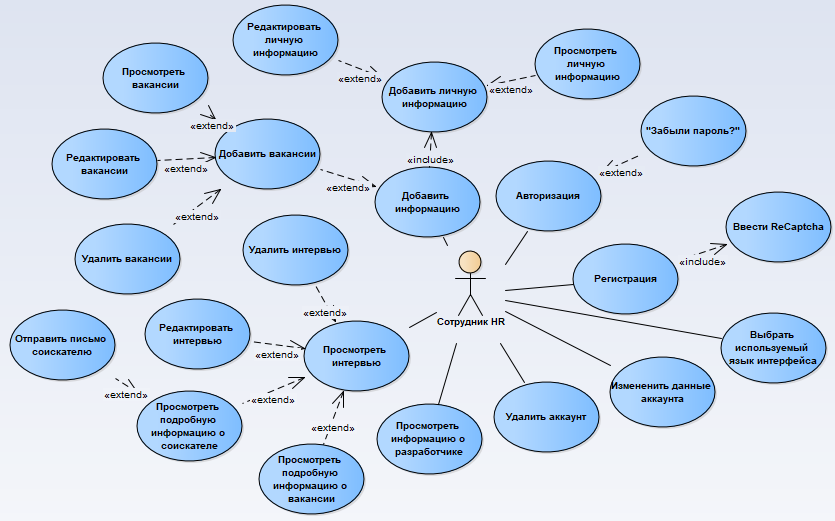 Редактировать
личную
информацию
«extend»
Добавить личную
информацию
«extend»
Просмотреть
личную
информацию
Просмотреть
вакансии
«extend»
Редактировать
вакансии
«extend»
Добавить вакансии
«extend»
Удалить вакансии
«extend»
«include»
Добавить
информацию
"Забыли пароль?"
«extend»
Авторизация
Ввести ReCaptcha
«include»
Регистрация
Удалить интервью
«extend»
Сотрудник HR
Редактировать
интервью
«extend»
Просмотреть
интервью
Отправить письмо
соискателю
«extend»
Просмотреть
подробную
информацию о
соискателе
«extend»
«extend»
Просмотреть
подробную
информацию о
вакансии
Просмотреть
информацию о
разработчике
Удалить аккаунт
Измененить данные
аккаунта
Выбрать
используемый
язык интерфейса